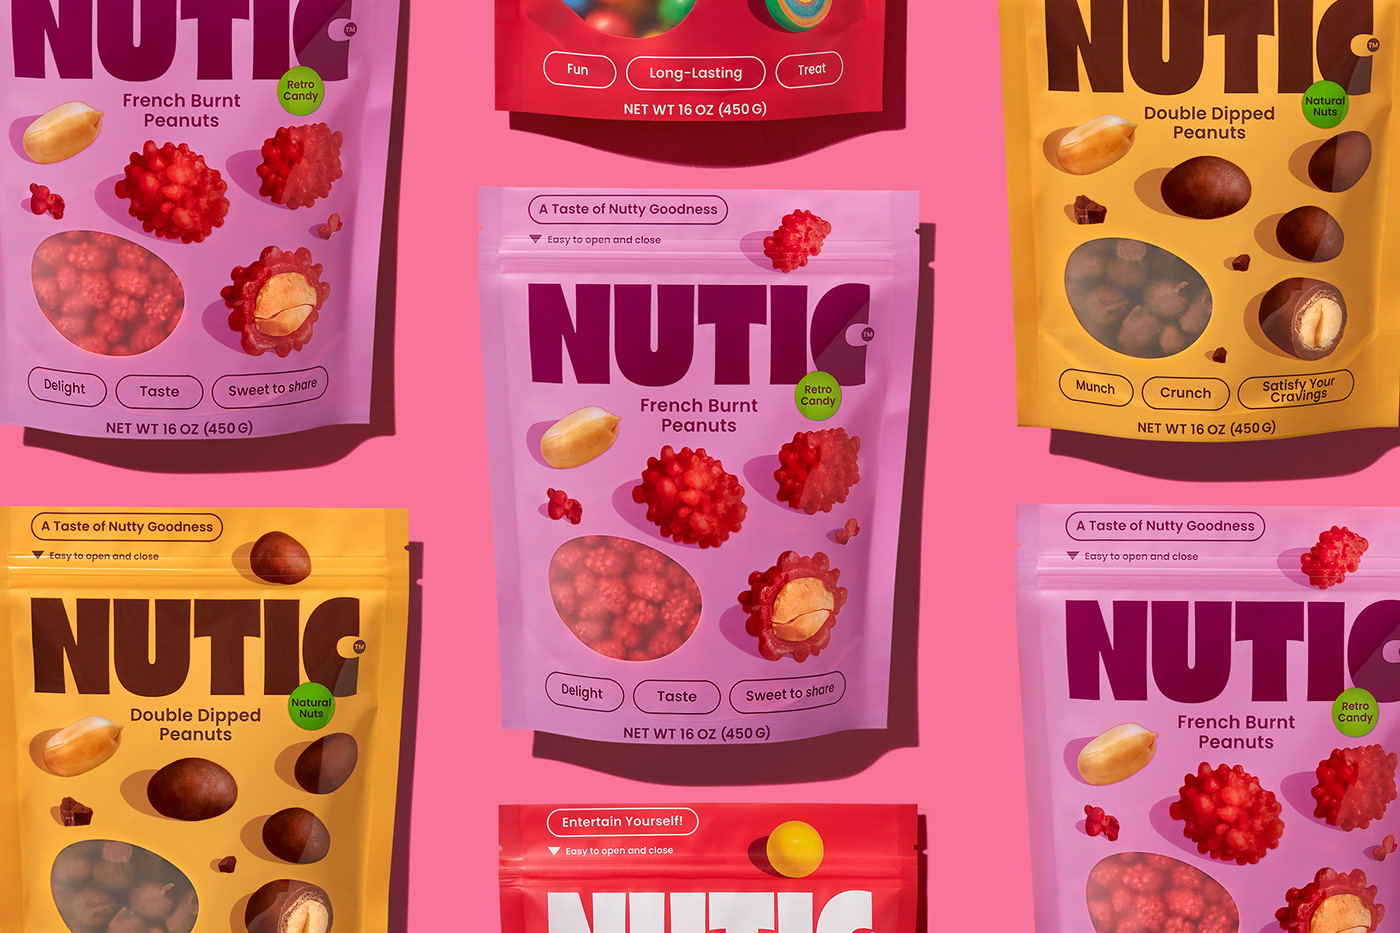 NUTIC
TM
Retro
Candy
French Burnt
Peanuts
Delight
Taste
Sweet to share
NET WT 16 OZ (450 G)
Fun
Long-Lasting
Treat
NET WT 16 OZ (450 G)
NUTIC
TM
Natural
Nuts
Double Dipped
Peanuts
Munch
Crunch
Satisfy Your
Cravings
NET WT 16 OZ (450 G)
A Taste of Nutty Goodness
Easy to open and close
NUTIC
TM
Retro
Candy
French Burnt
Peanuts
Delight
Taste
Sweet to share
NET WT 16 OZ (450 G)
A Taste of Nutty Goodness
Easy to open and close
NUTIC
TM
Natural
Nuts
Double Dipped
Peanuts
A Taste of Nutty Goodness
Easy to open and close
NUTIC
Retro
Candy
French Burnt
Peanuts
Entertain Yourself!
Easy to open and close
NUTIC